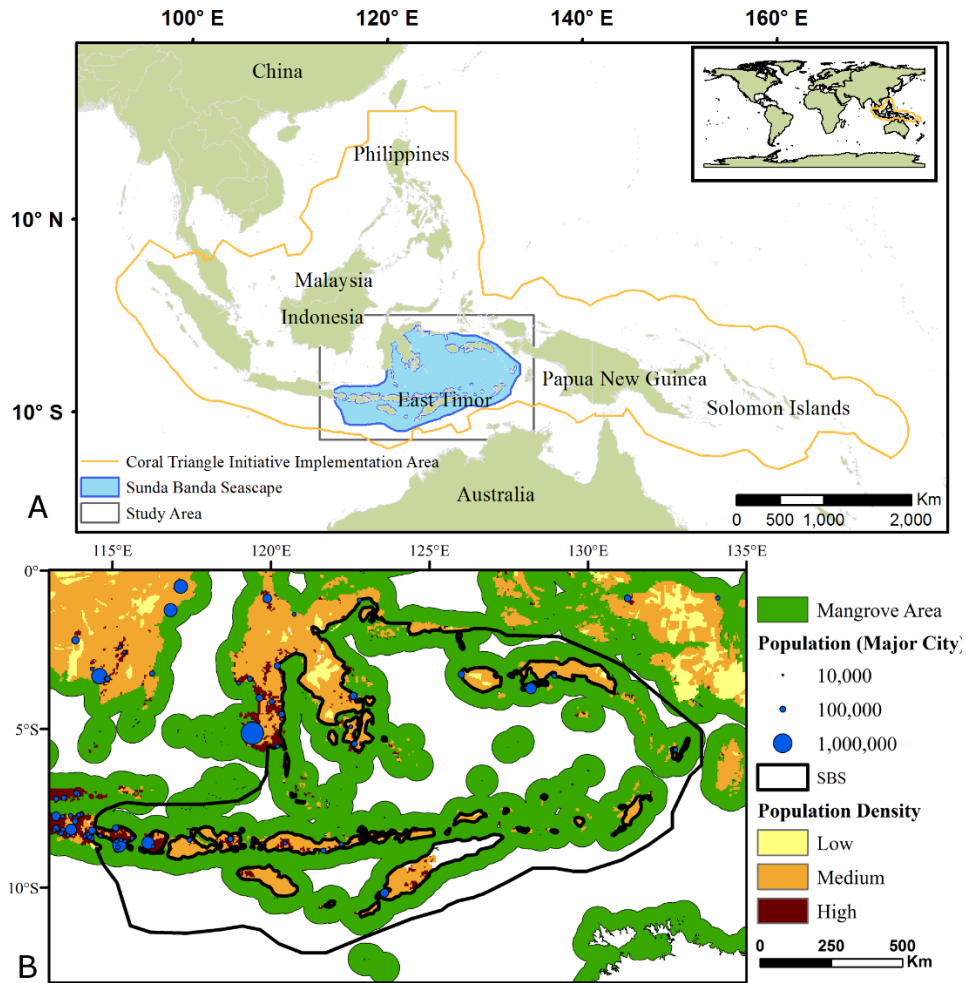 100° E 120° E 140° E 160° E
China
Philippines
10° N
Malaysia
Indonesia
Papua New Guinea
10° S
East Timor
Solomon Islands
Coral Triangle Initiative Implementation Area
Sunda Banda Seascape
Study Area
Australia
Km
0 500 1,000 2,000
A
115°E 120°E 125°E 130°E 135°E
0°
5°S
10°S
B
Mangrove Area
Population (Major City)
10,000
100,000
1,000,000
SBS
Population Density
Low
Medium
High
0 250 500
Km